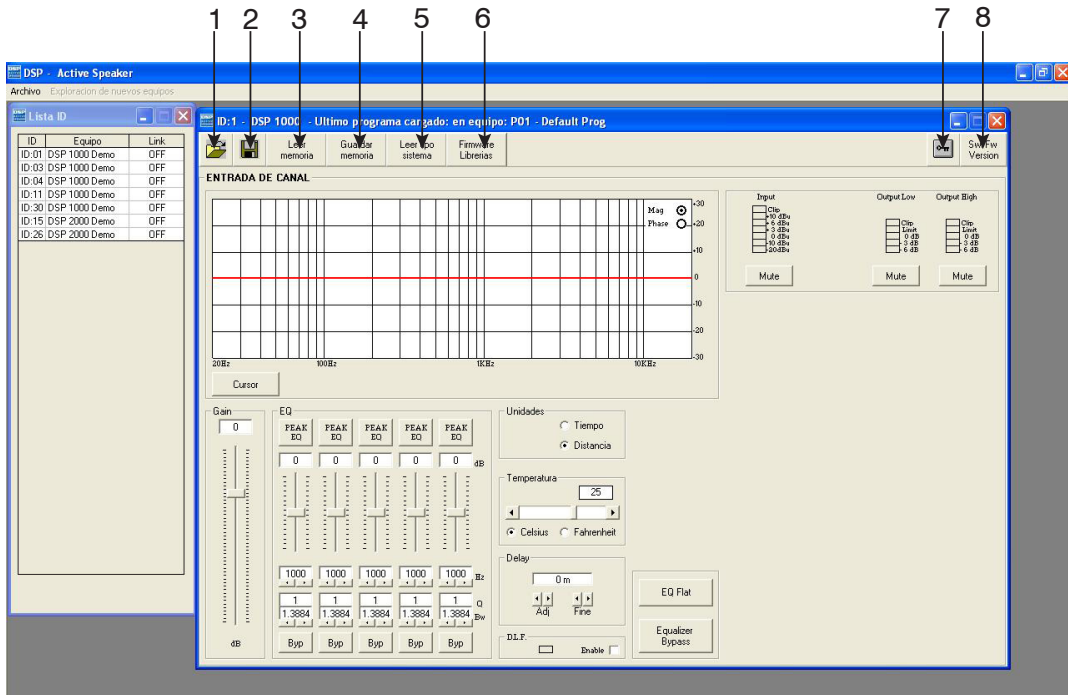 1 2 3 4 5 6 7 8
DSP - Active Speaker
Archivo Exploracion de nuevos equipos
Lista ID
ID Equipo Link
ID:01 DSP 1000 Demo OFF
ID:03 DSP 1000 Demo OFF
ID:04 DSP 1000 Demo OFF
ID:11 DSP 1000 Demo OFF
ID:30 DSP 1000 Demo OFF
ID:15 DSP 2000 Demo OFF
ID:26 DSP 2000 Demo OFF
ID:1 - DSP 1000 - Ultimo programa cargado: en equipo: P01 - Default Prog
Leer memoria
Guardar memoria
Leer tipo sistema
Firmware Librerias
Sw/Fw Version
ENTRADA DE CANAL
Mag
Phase
+30
+20
+10
0
-10
-20
-30
20Hz 100Hz 1KHz 10KHz
Cursor
Input
Clip
+10 dBu
+ 6 dBu
+ 3 dBu
0 dBu
-10 dBu
-20dBu
Mute
Output Low
Clip
Limit
0 dB
- 3 dB
- 6 dB
Mute
Output High
Clip
Limit
0 dB
- 3 dB
- 6 dB
Mute
Gain
0
dB
EQ
PEAK EQ PEAK EQ PEAK EQ PEAK EQ PEAK EQ
0 0 0 0 0 dB
1000 1000 1000 1000 1000 Hz
1 1 1 1 1 Q
1.3884 1.3884 1.3884 1.3884 1.3884 Bw
Byp Byp Byp Byp Byp
Unidades
Tiempo
Distancia
Temperatura
25
Celsius Fahrenheit
Delay
0 m
Adj Fine
D.L.F.
Enable
EQ Flat
Equalizer Bypass